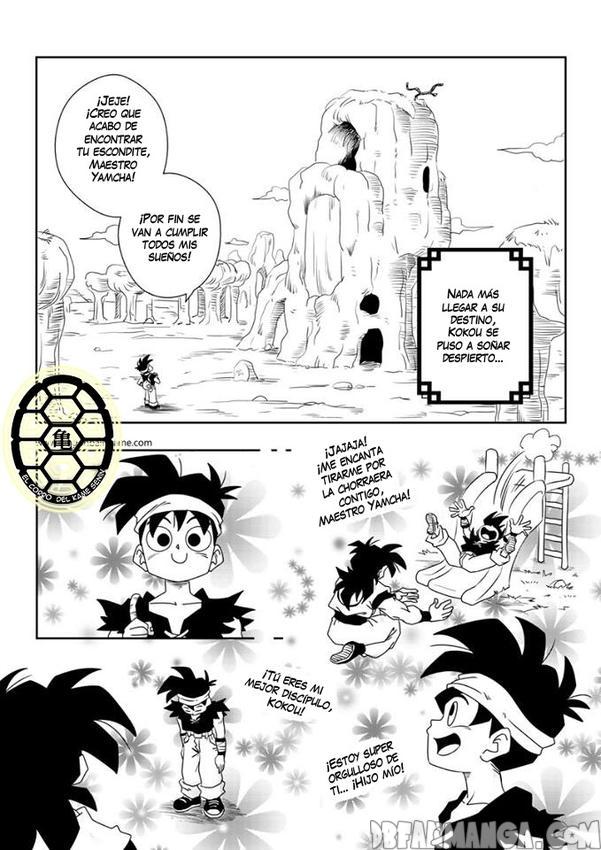 ¡JEJE!
¡CREO QUE
ACABO DE
ENCONTRAR
TU ESCONDITE,
MAESTRO
YAMCHA!
¡POR FIN SE
VAN A CUMPLIR
TODOS MIS
SUEÑOS!
NADA MÁS
LLEGAR A SU
DESTINO,
KOKOU SE
PUSO A SOÑAR
DESPIERTO...
亀
EL CORRO DEL KAME SENIN
¡JAJAJA!
¡ME ENCANTA
TIRARME POR
LA CHORRAERA
CONTIGO,
MAESTRO YAMCHA!
¡TÚ ERES MI
MEJOR DISCÍPULO,
KOKOU!
¡ESTOY SUPER
ORGULLOSO DE
TI... ¡HIJO MÍO!
DBFANMANGA.COM